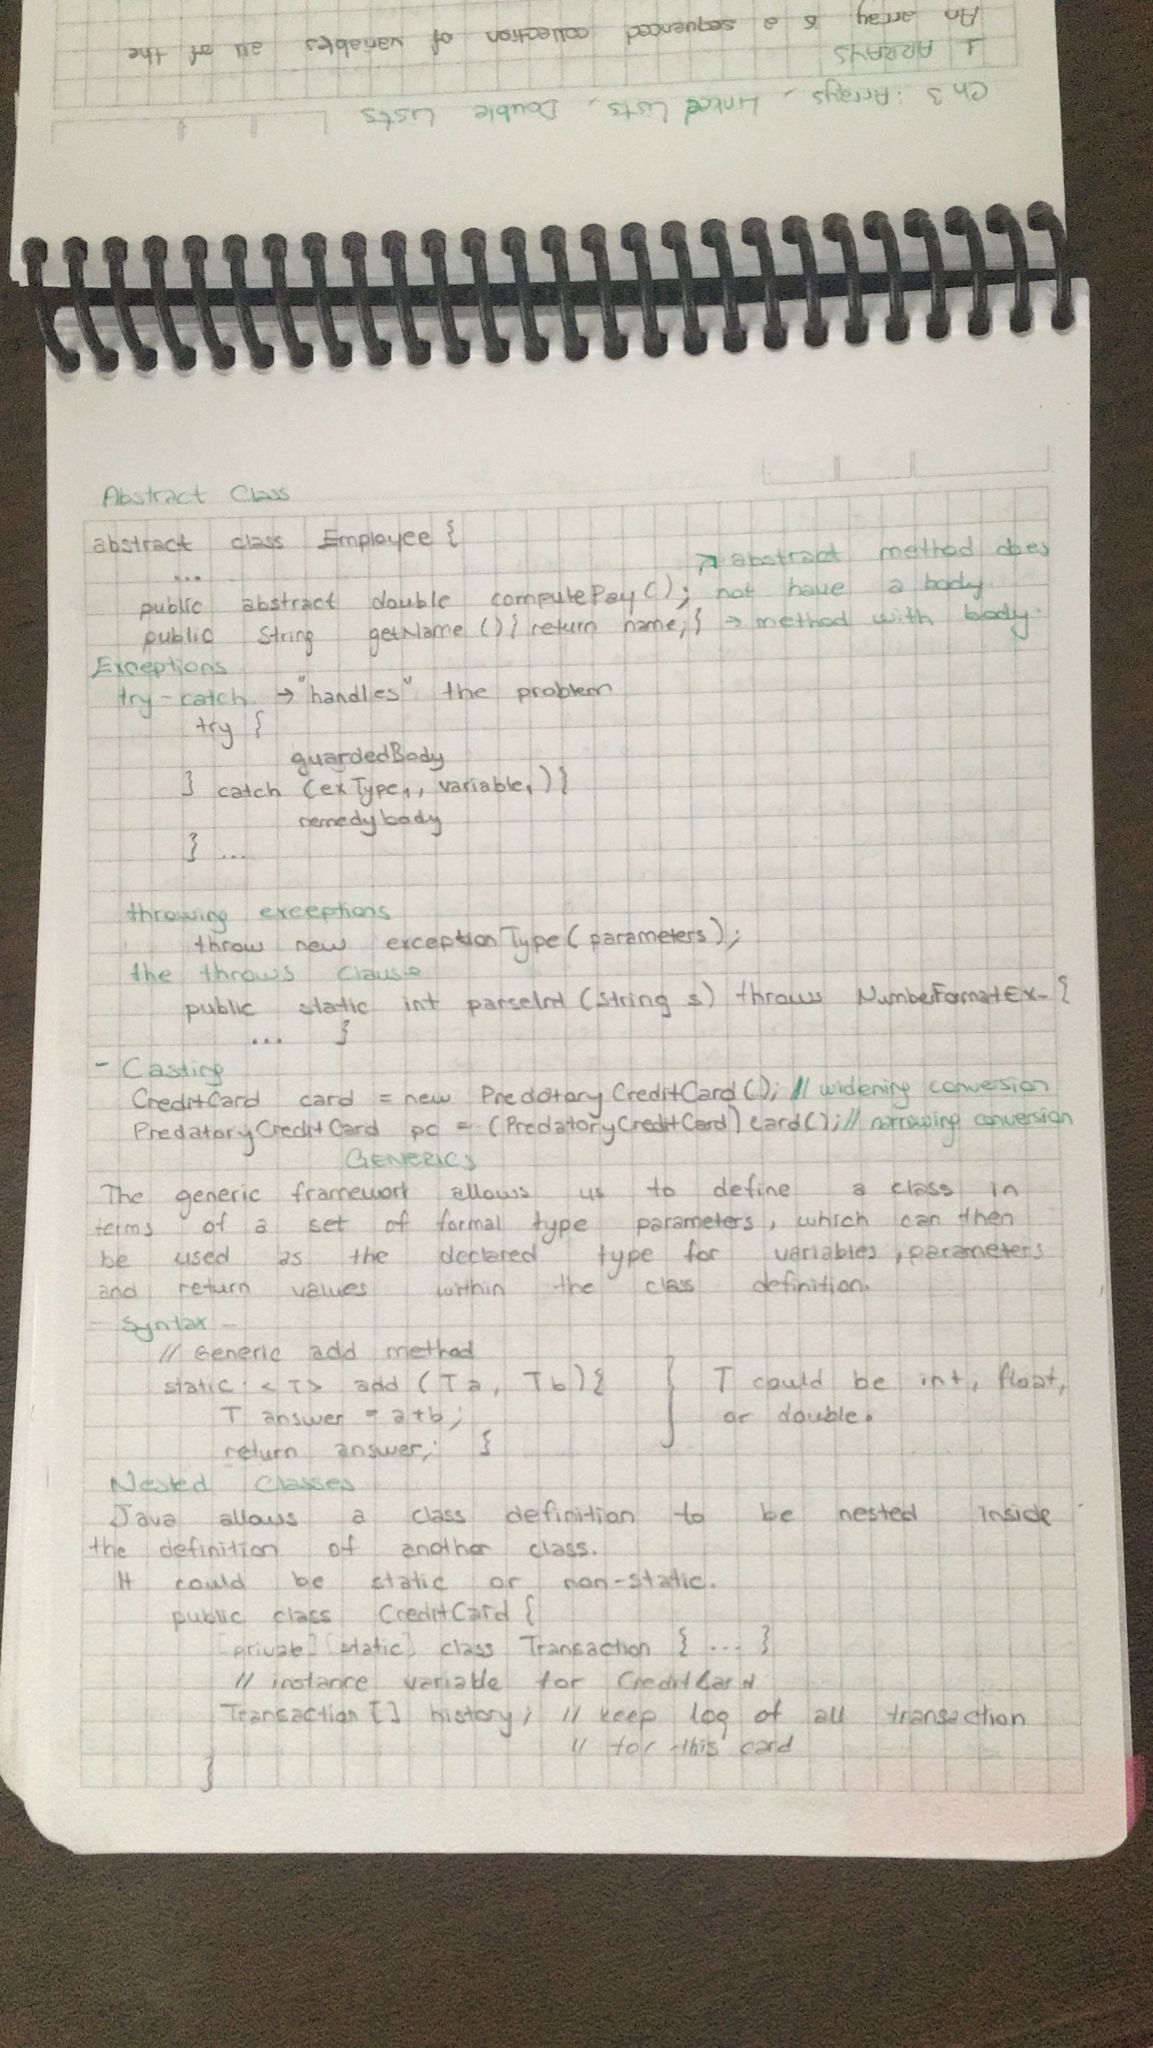 An array is a sequenced collection of variables all of the
1 ARRAYS
Ch 3 : Arrays, Linked Lists, Double Lists
Abstract Class
abstract class Employee {
...
↗ abstract method does
public abstract double computePay(); not have a body
public String getName () { return name; } → method with body.
Exceptions
try-catch → "handles" the problem
try {
guardedBody
} catch (exType₁, variable₁) {
remedybody
} ...
throwing exceptions
throw new exceptionType( parameters);
the throws Clause
public static int parseInt (String s) throws NumberFormatEx- {
... }
- Casting
CreditCard card = new PredatoryCreditCard(); // widening conversion
PredatoryCreditCard pc = (PredatoryCreditCard) card(); // narrowing conversion
GENERICS
The generic framework allows us to define a class in
terms of a set of formal type parameters, which can then
be used as the declared type for variables, parameters
and return values within the class definition.
- Syntax -
// Generic add method
static <T> add (T a, T b) { } T could be int, float,
T answer = a+b; or double.
return answer; }
Nested Classes
Java allows a class definition to be nested inside
the definition of another class.
It could be static or non-static.
public class CreditCard {
[private] [static] class Transaction { ... }
// instance variable for CreditCard
Transaction [] history; // keep log of all transaction
// for this card
}